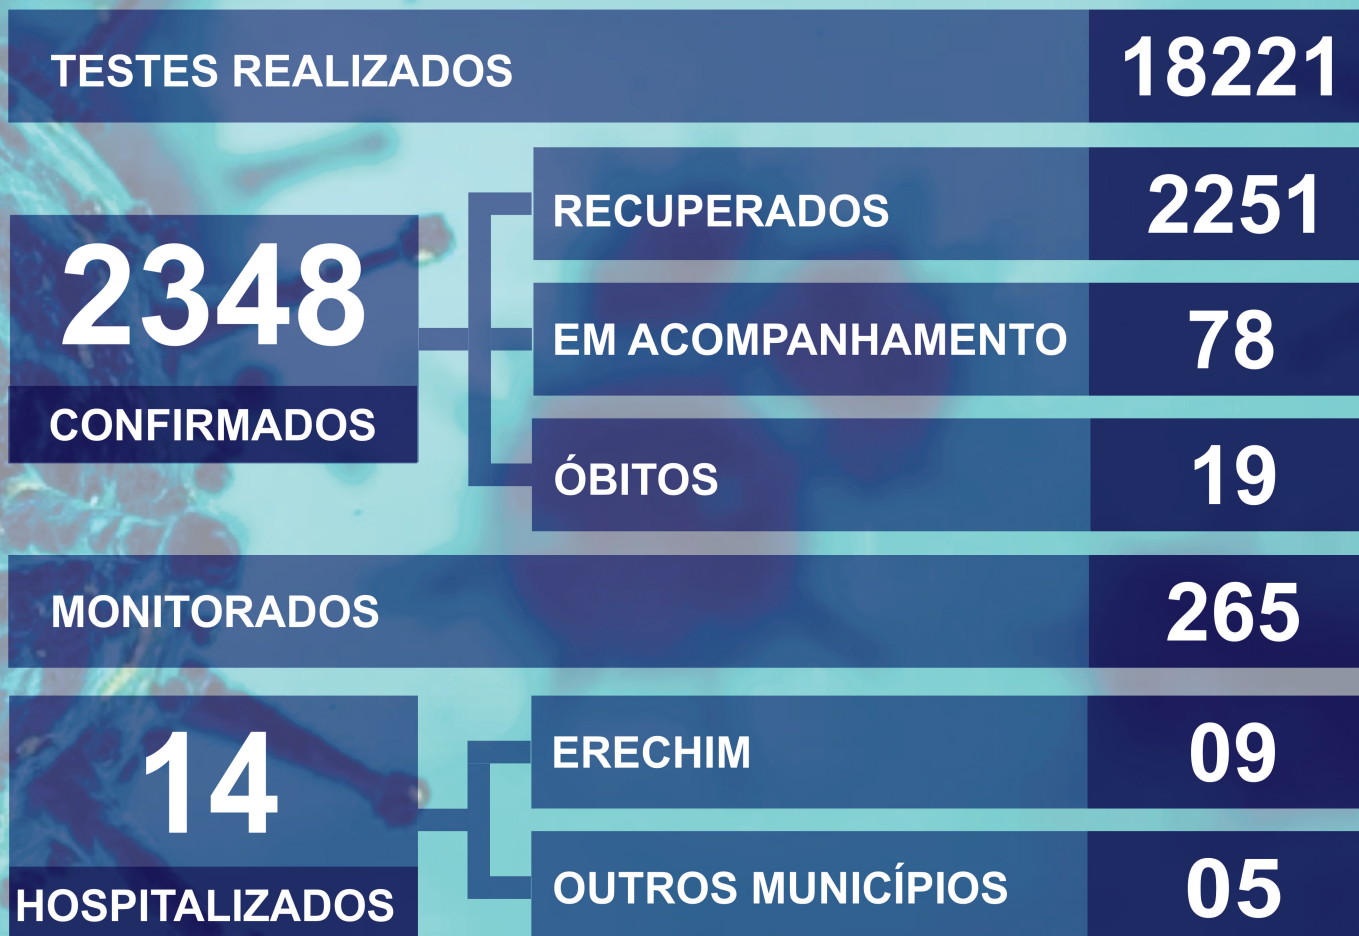 TESTES REALIZADOS
18221
2348
CONFIRMADOS
RECUPERADOS
2251
EM ACOMPANHAMENTO
78
ÓBITOS
19
MONITORADOS
265
14
HOSPITALIZADOS
ERECHIM
09
OUTROS MUNICÍPIOS
05